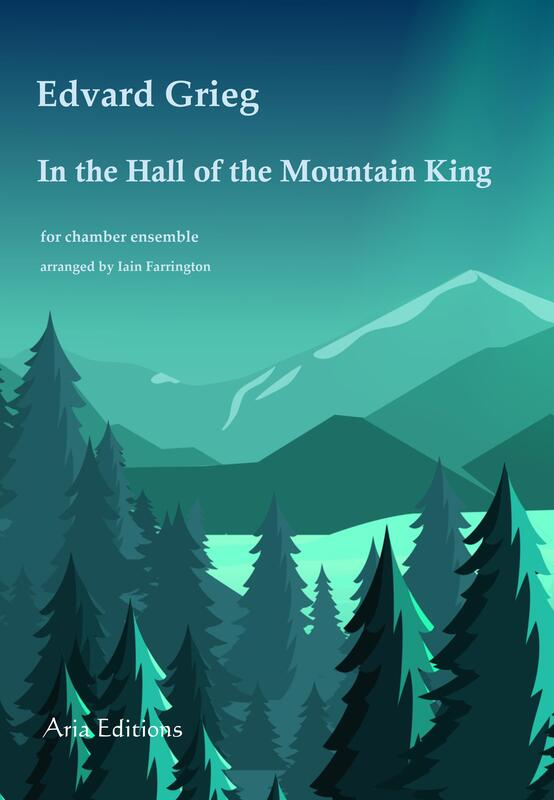 Edvard Grieg
In the Hall of the Mountain King
for chamber ensemble
arranged by Iain Farrington
Aria Editions